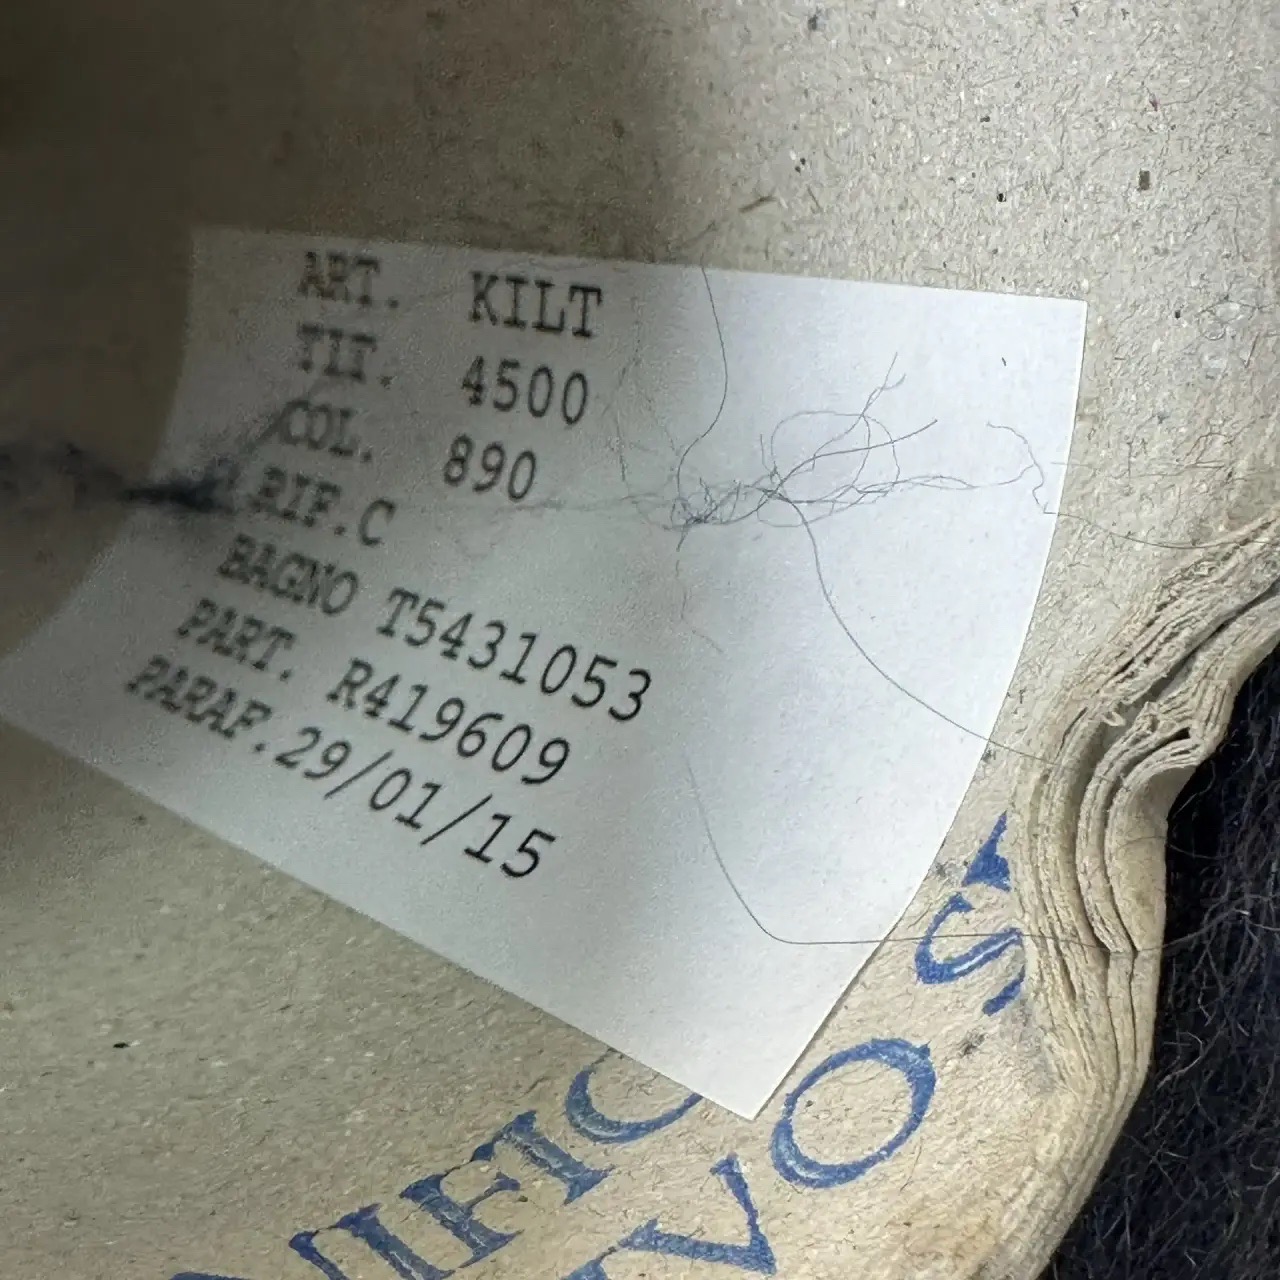 ART. KILT
TIT. 4500
COL. 890
RIF.C
BAGNO T5431053
PART. R419609
PARAF.29/01/15